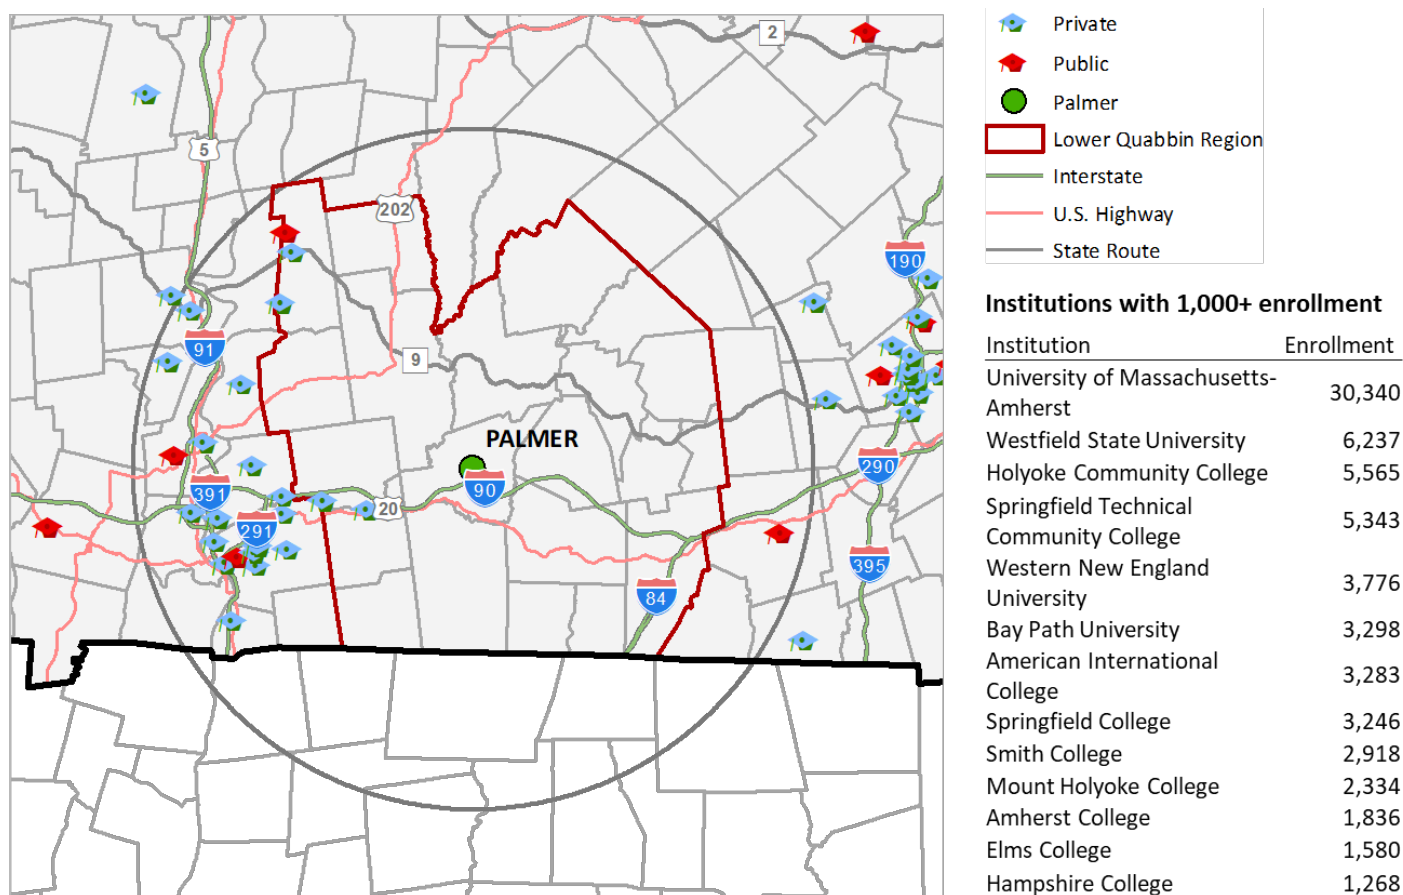 2
5
202
190
91
9
PALMER
290
391
90
20
291
395
84
Private
Public
Palmer
Lower Quabbin Region
Interstate
U.S. Highway
State Route
Institutions with 1,000+ enrollment
Institution Enrollment
University of Massachusetts-
Amherst 30,340
Westfield State University 6,237
Holyoke Community College 5,565
Springfield Technical
Community College 5,343
Western New England
University 3,776
Bay Path University 3,298
American International
College 3,283
Springfield College 3,246
Smith College 2,918
Mount Holyoke College 2,334
Amherst College 1,836
Elms College 1,580
Hampshire College 1,268